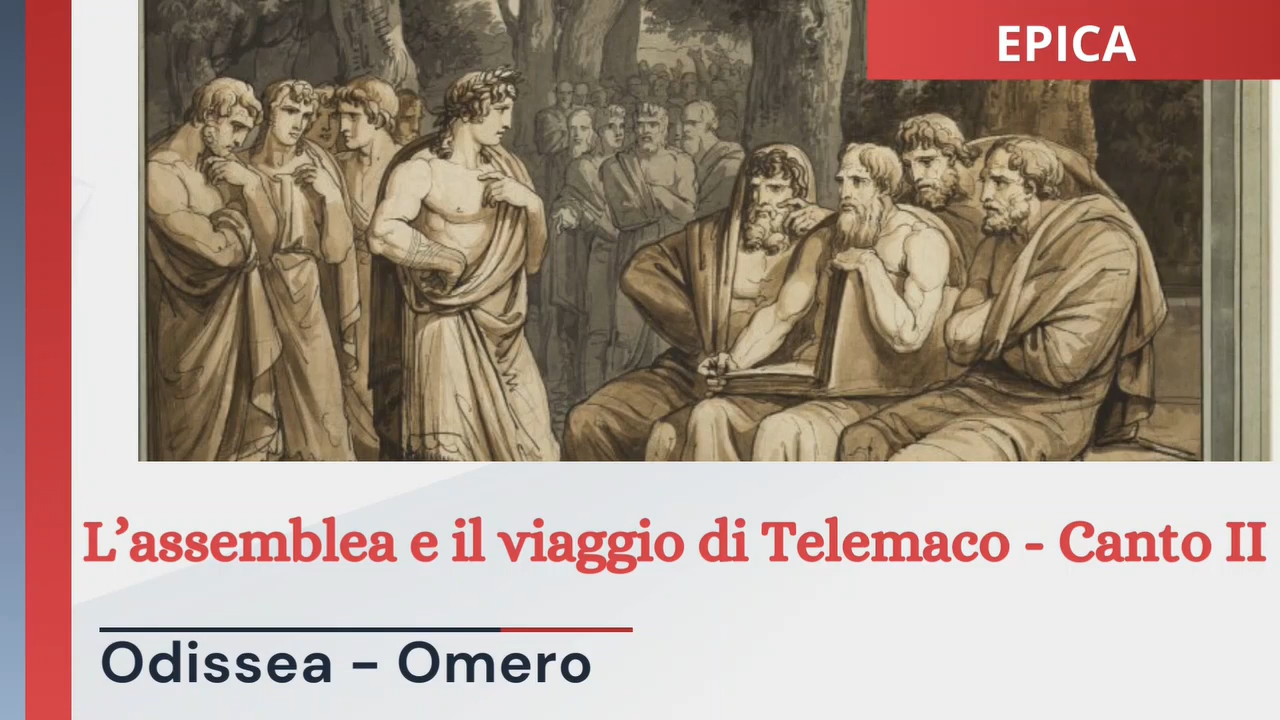 EPICA
L’assemblea e il viaggio di Telemaco - Canto II
Odissea - Omero